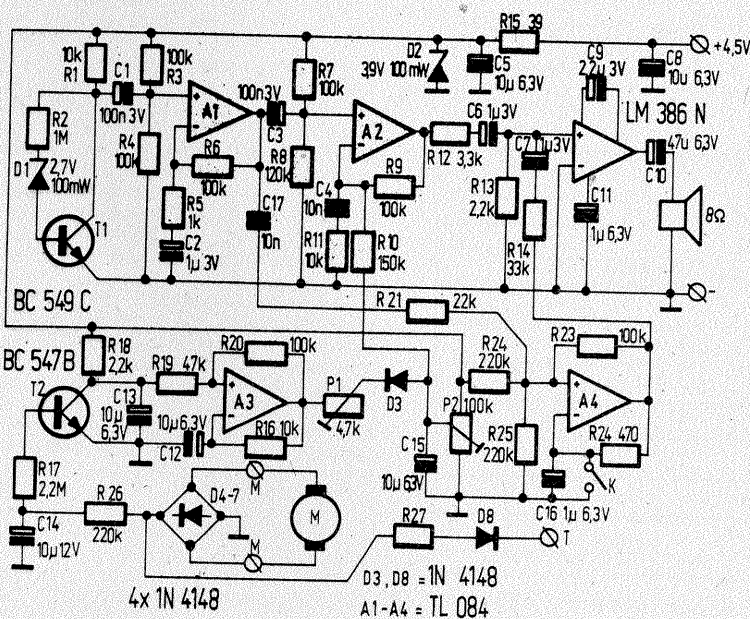 R15 39
+4,5V
10k
R1
C1
100n 3V
100k
R3
R7
100k
D2
3,9V 100mW
C5
10µ 6,3V
C9
2,2µ 3V
C8
10µ 6,3V
LM 386 N
R2
1M
D1
2,7V
100mW
R4
100k
A1
100n3V
C3
A2
C6 1µ3V
R12 3,3k
C7
1µ3V
47µ 6,3V
C10
R6
100k
R8
120k
R9
100k
C4
10n
R13
2,2k
C11
1µ 6,3V
8Ω
T1
R5
1k
C2
1µ 3V
C17
10n
R11
10k
R10
150k
R14
33k
-
BC 549 C
R 21
22k
BC 547B
R18
2,2k
R20
100k
R24
220k
R23
100k
T2
R19 47k
C13
10µ
6,3V
10µ6,3V
C12
A3
R16 10k
P1
4,7k
D3
P2 100k
A4
R25
220k
R24 470
R17
2,2M
C15
10µ 6,3V
C16 1µ 6,3V
K
R 26
220k
M
D4-7
M
M
C14
10µ12V
R27
D8
T
4x 1N 4148
D3, D8 = 1N 4148
A1-A4 = TL 084